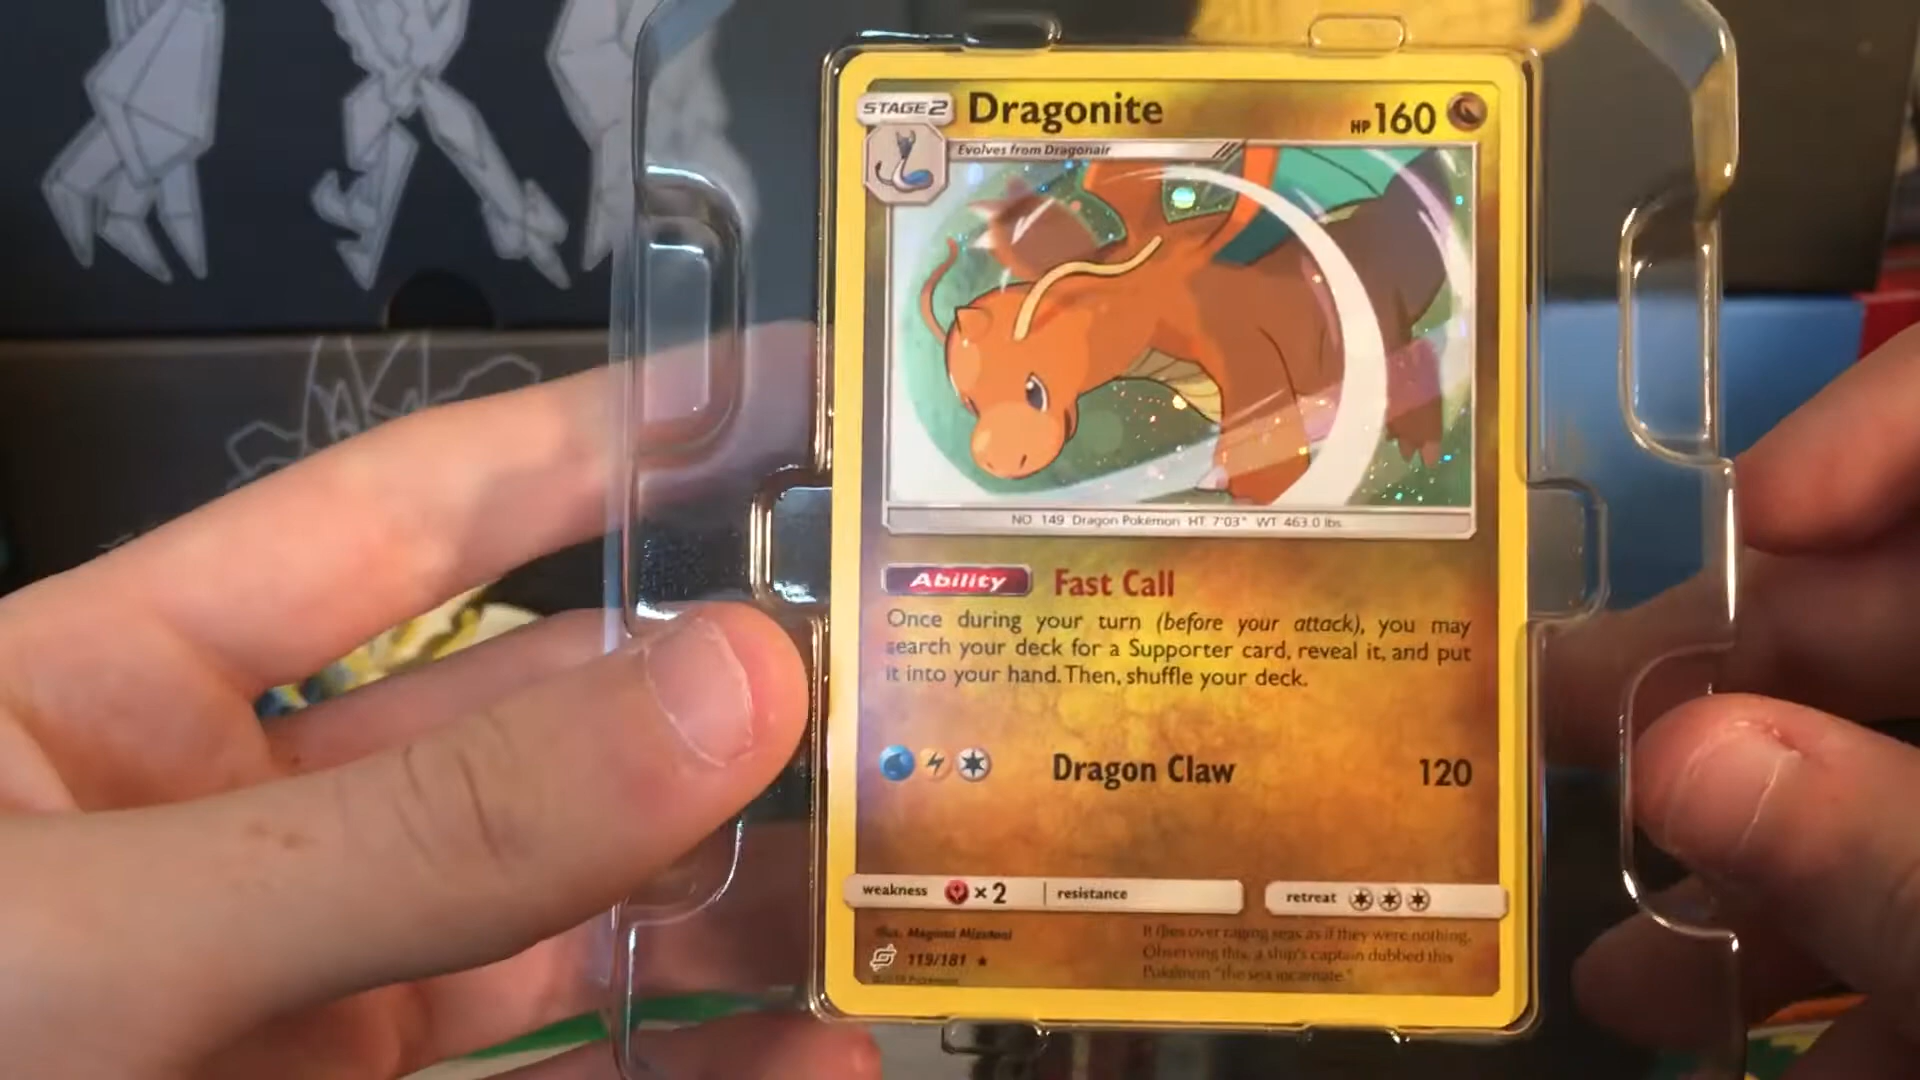 STAGE 2 Dragonite HP 160
Evolves from Dragonair
NO. 149 Dragon Pokémon HT 7'03" WT 463.0 lbs.
Ability Fast Call
Once during your turn (before your attack), you may
search your deck for a Supporter card, reveal it, and put
it into your hand. Then, shuffle your deck.
Dragon Claw 120
weakness ×2 resistance retreat
Illus. Megumi Mizutani
119/181
It flies over raging seas as if they were nothing.
Observing this, a ship's captain dubbed this
Pokémon "the sea incarnate."